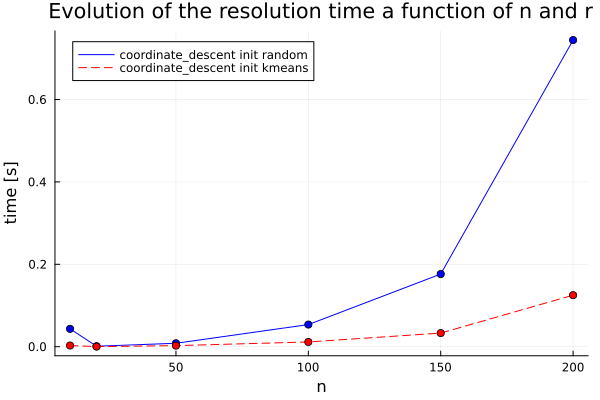 Evolution of the resolution time a function of n and r
coordinate_descent init random
coordinate_descent init kmeans
time [s]
0.6
0.4
0.2
0.0
50
100
150
200
n